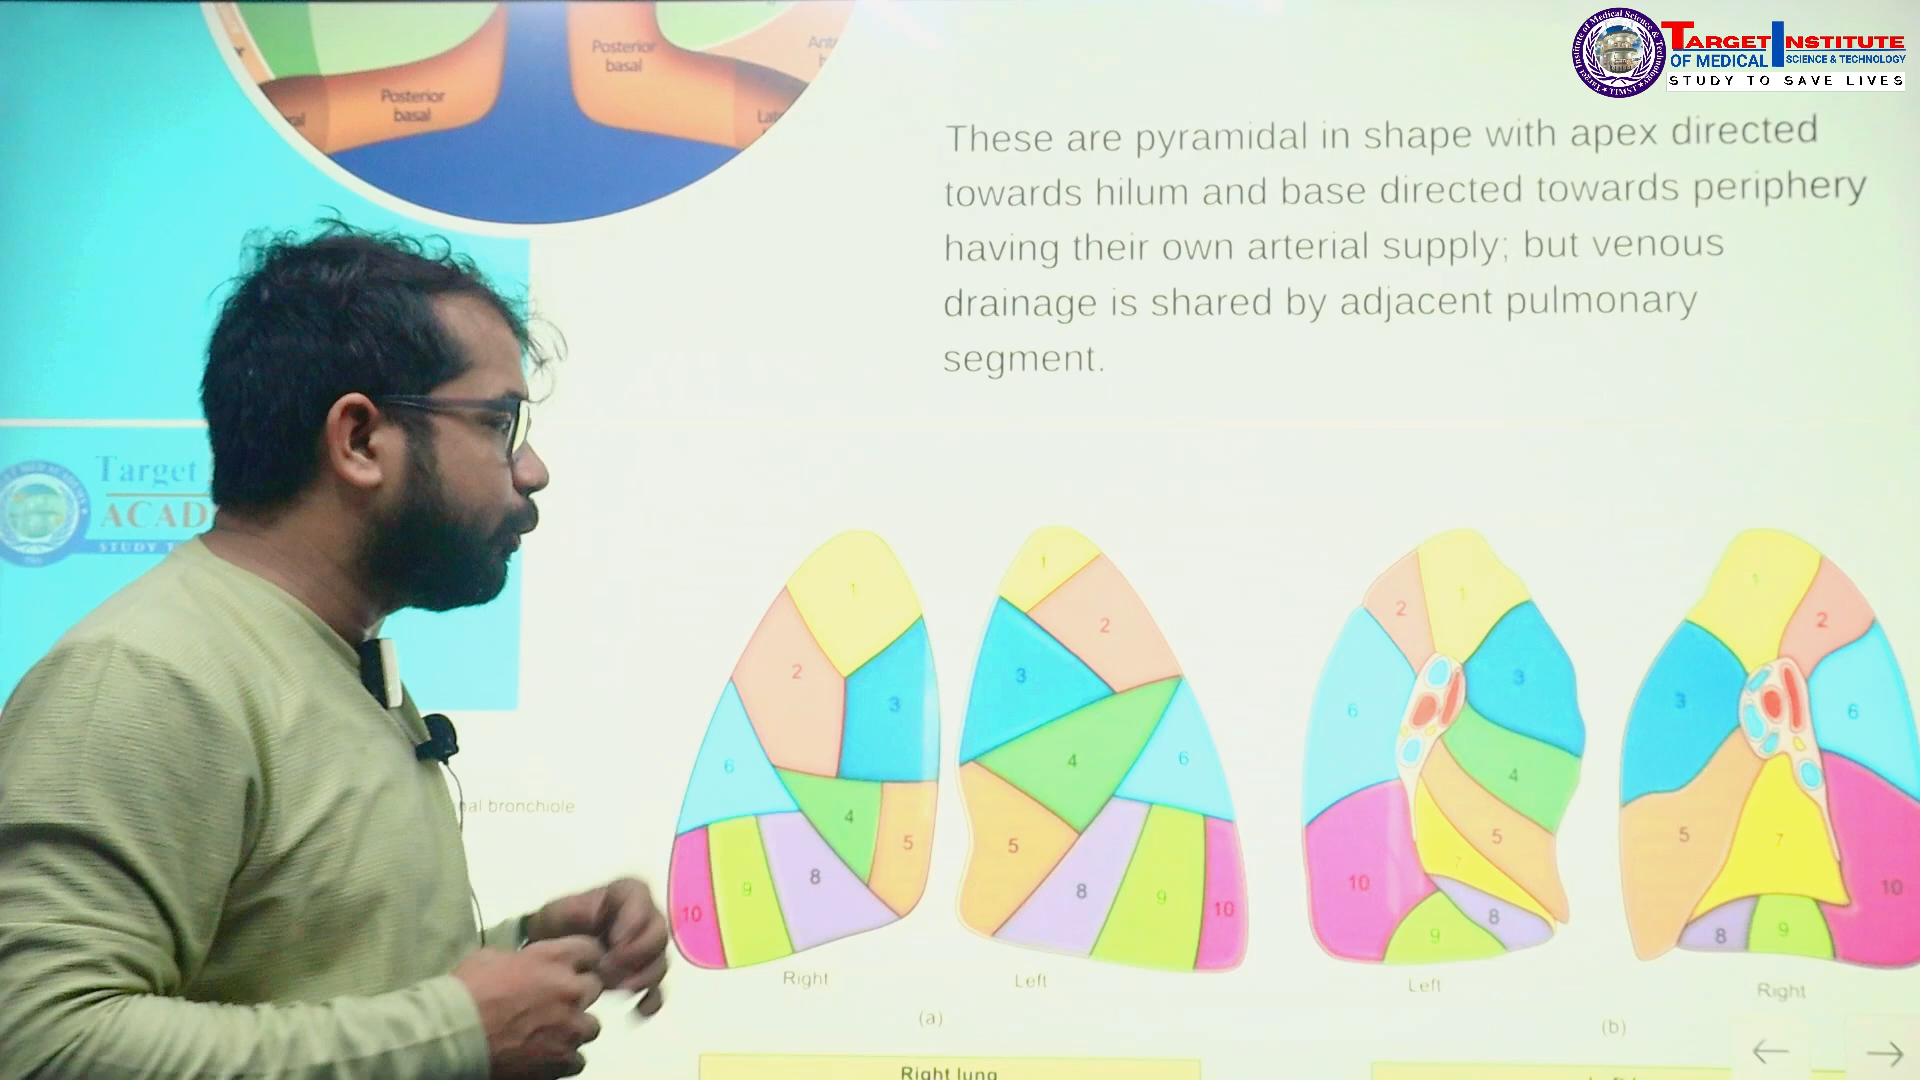 Posterior
basal
Posterior
basal
TARGET INSTITUTE
OF MEDICAL SCIENCE & TECHNOLOGY
STUDY TO SAVE LIVES
These are pyramidal in shape with apex directed
towards hilum and base directed towards periphery
having their own arterial supply; but venous
drainage is shared by adjacent pulmonary
segment.
Target
ACAD
STUDY
bronchiole
1
2
3
6
4
5
8
9
10
Right
1
2
3
4
6
5
8
9
10
Left
(a)
1
2
3
6
4
5
7
10
8
9
Left
1
2
3
6
5
7
10
8
9
Right
(b)
Right lung